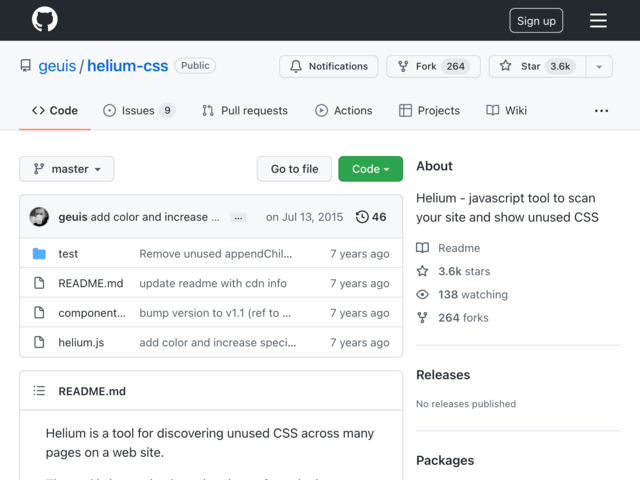 Sign up
geuis / helium-css Public
Notifications Fork 264 Star 3.6k
Code Issues 9 Pull requests Actions Projects Wiki ...
master Go to file Code
About
Helium - javascript tool to scan
your site and show unused CSS
geuis add color and increase ... ... on Jul 13, 2015 46
test Remove unused appendChil... 7 years ago
README.md update readme with cdn info 7 years ago
component... bump version to v1.1 (ref to ... 7 years ago
helium.js add color and increase speci... 7 years ago
Readme
3.6k stars
138 watching
264 forks
Releases
No releases published
Packages
README.md
Helium is a tool for discovering unused CSS across many
pages on a web site.